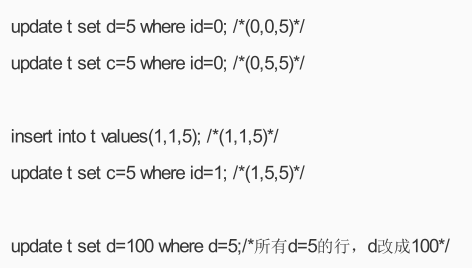 update t set d=5 where id=0; /*(0,0,5)*/
update t set c=5 where id=0; /*(0,5,5)*/
insert into t values(1,1,5); /*(1,1,5)*/
update t set c=5 where id=1; /*(1,5,5)*/
update t set d=100 where d=5;/*所有d=5的行，d改成100*/